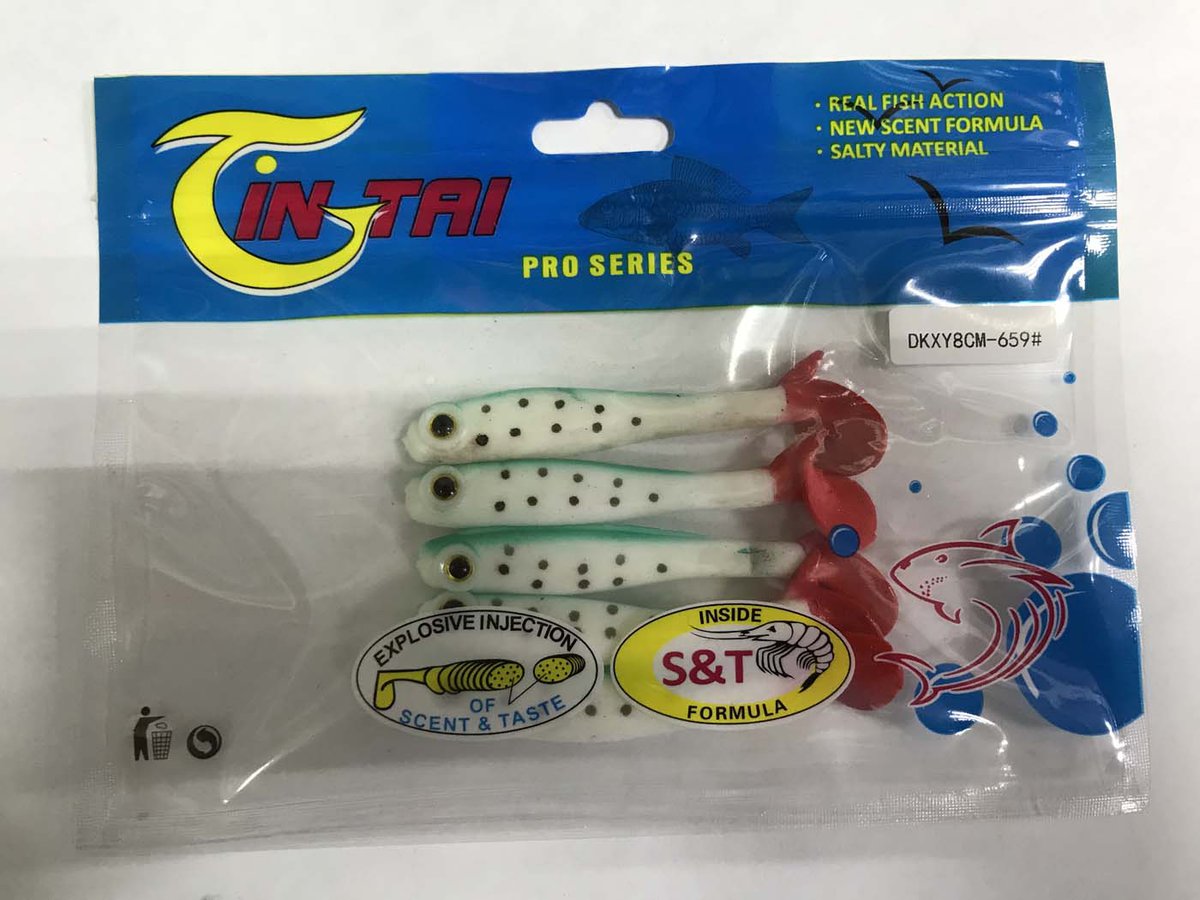 TIN TAI
PRO SERIES
· REAL FISH ACTION
· NEW SCENT FORMULA
· SALTY MATERIAL
DKXY8CM-659#
EXPLOSIVE INJECTION
OF
SCENT & TASTE
INSIDE
S&T
FORMULA